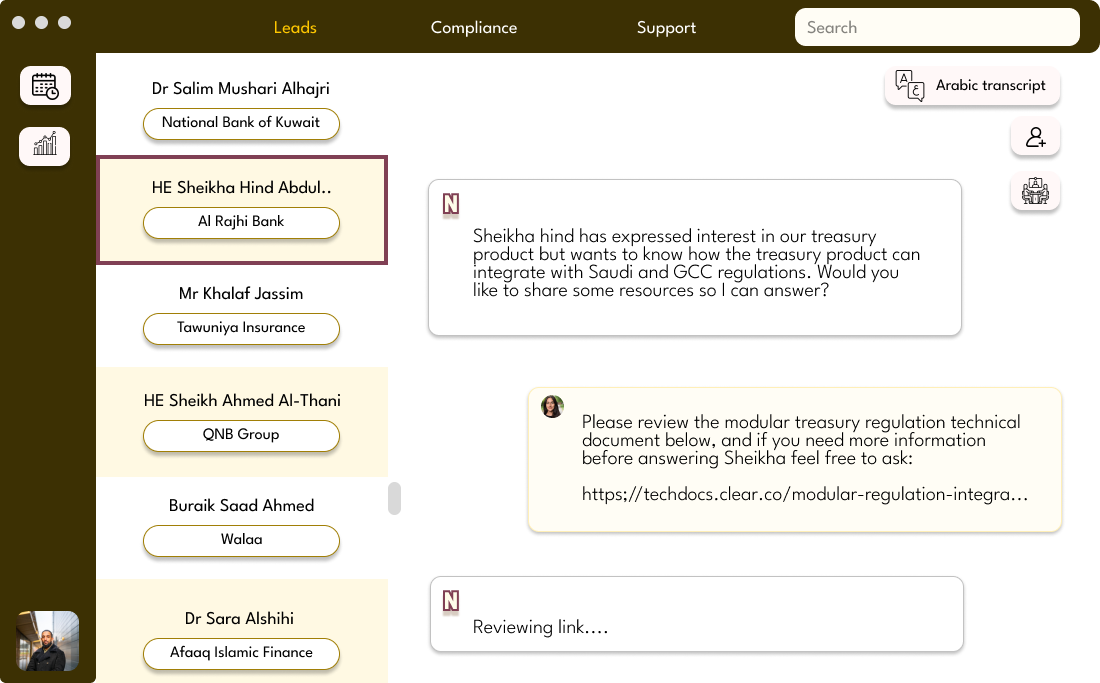 Leads
Compliance
Support
Search
Dr Salim Mushari Alhajri
National Bank of Kuwait
HE Sheikha Hind Abdul..
Al Rajhi Bank
Mr Khalaf Jassim
Tawuniya Insurance
HE Sheikh Ahmed Al-Thani
QNB Group
Buraik Saad Ahmed
Walaa
Dr Sara Alshihi
Afaaq Islamic Finance
A
ع
Arabic transcript
N
Sheikha hind has expressed interest in our treasury
product but wants to know how the treasury product can
integrate with Saudi and GCC regulations. Would you
like to share some resources so I can answer?
Please review the modular treasury regulation technical
document below, and if you need more information
before answering Sheikha feel free to ask:
https;//techdocs.clear.co/modular-regulation-integra...
N
Reviewing link....